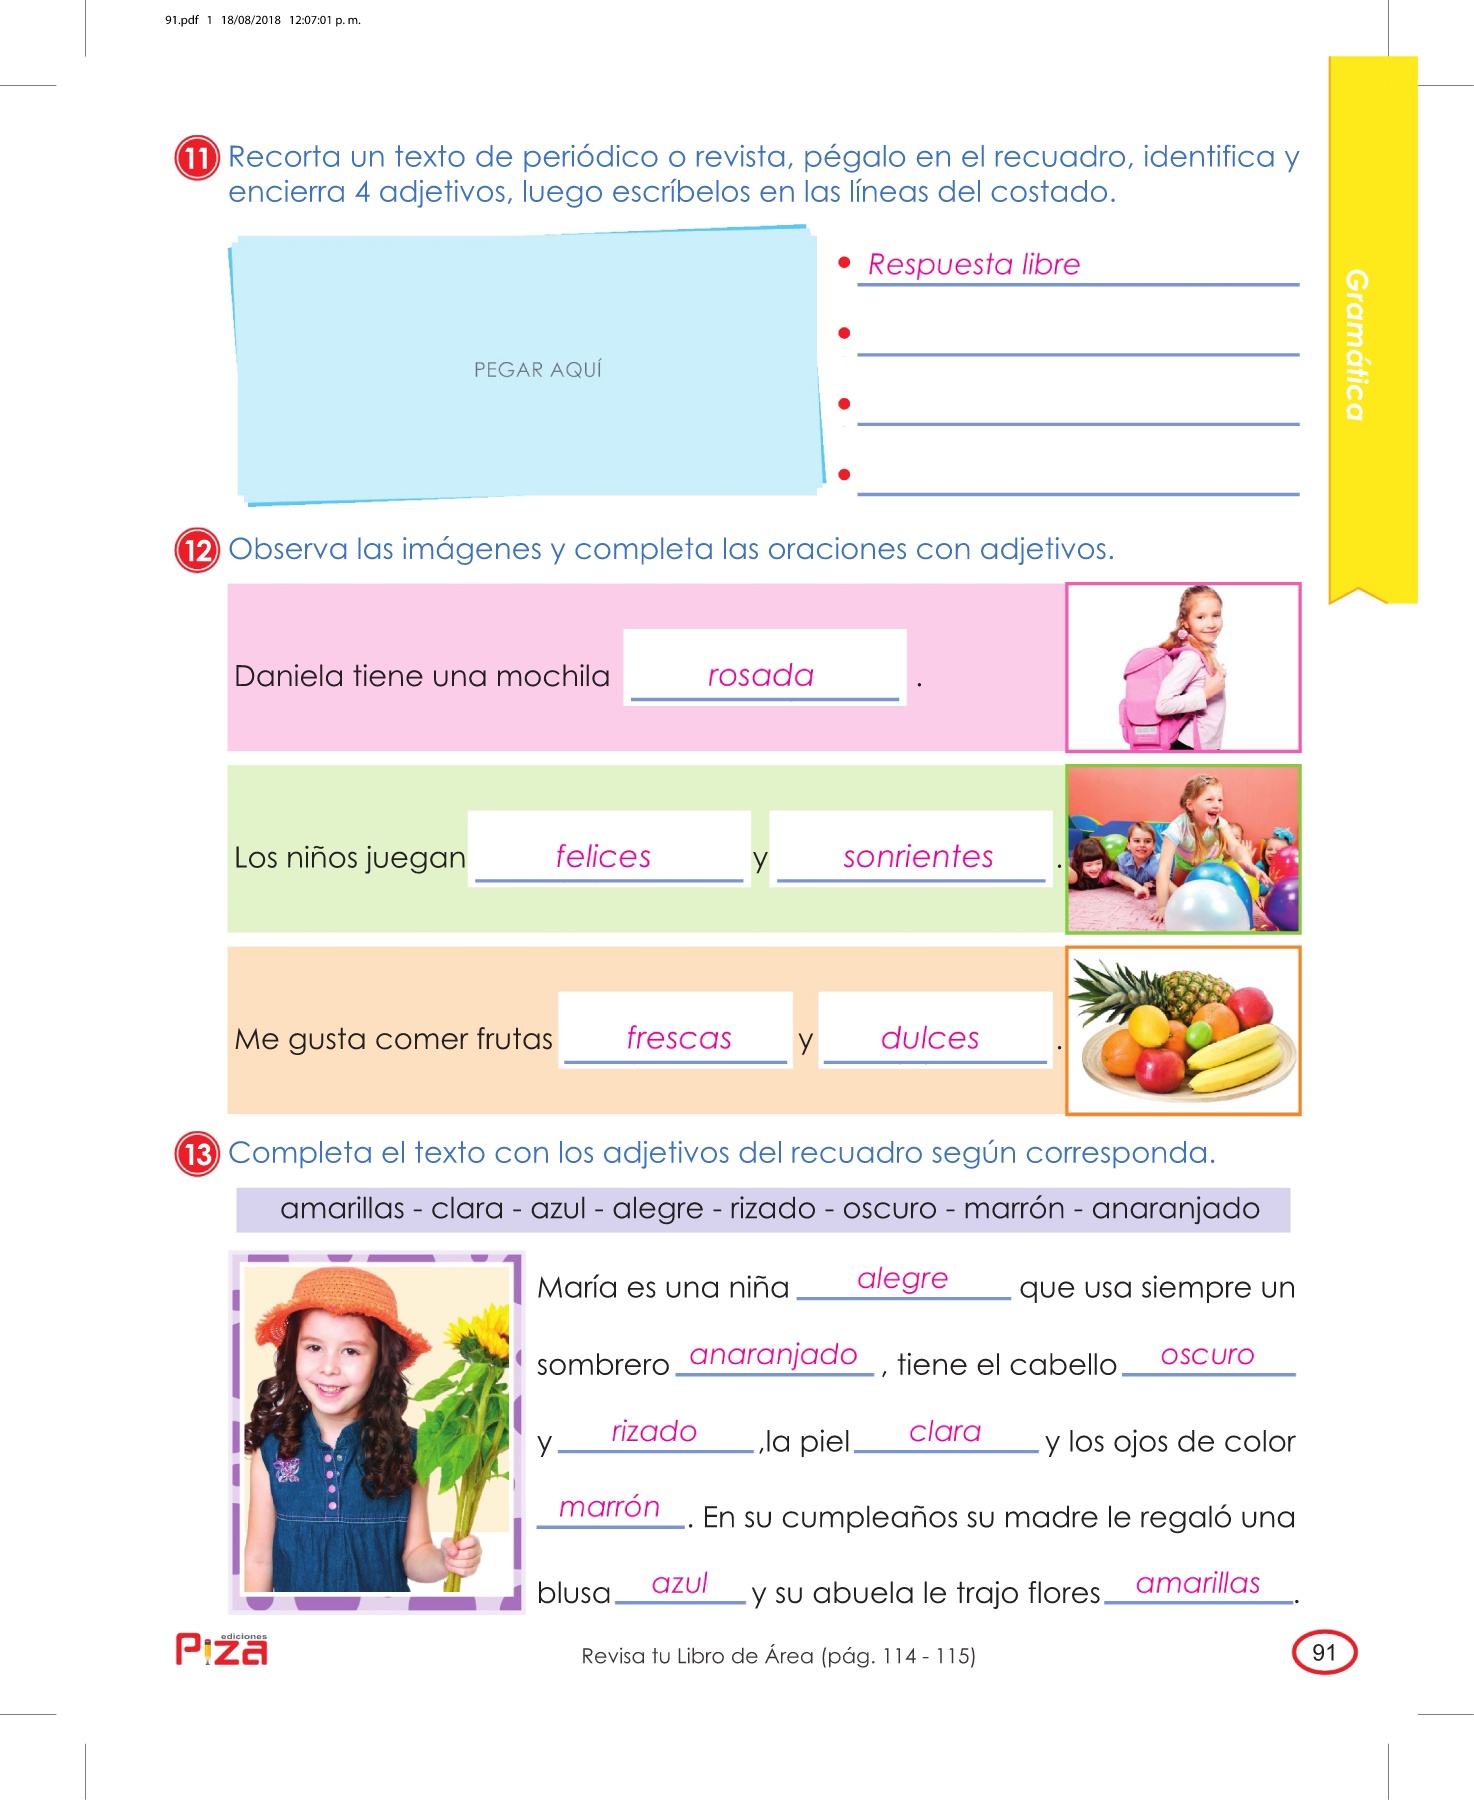 91.pdf 1 18/08/2018 12:07:01 p. m.
Gramática
11 Recorta un texto de periódico o revista, pégalo en el recuadro, identifica y
encierra 4 adjetivos, luego escríbelos en las líneas del costado.
PEGAR AQUÍ
• Respuesta libre
•
•
•
12 Observa las imágenes y completa las oraciones con adjetivos.
Daniela tiene una mochila rosada .
Los niños juegan felices y sonrientes .
Me gusta comer frutas frescas y dulces .
13 Completa el texto con los adjetivos del recuadro según corresponda.
amarillas - clara - azul - alegre - rizado - oscuro - marrón - anaranjado
María es una niña alegre que usa siempre un
sombrero anaranjado , tiene el cabello oscuro
y rizado ,la piel clara y los ojos de color
marrón . En su cumpleaños su madre le regaló una
blusa azul y su abuela le trajo flores amarillas .
ediciones
Piza
Revisa tu Libro de Área (pág. 114 - 115)
91